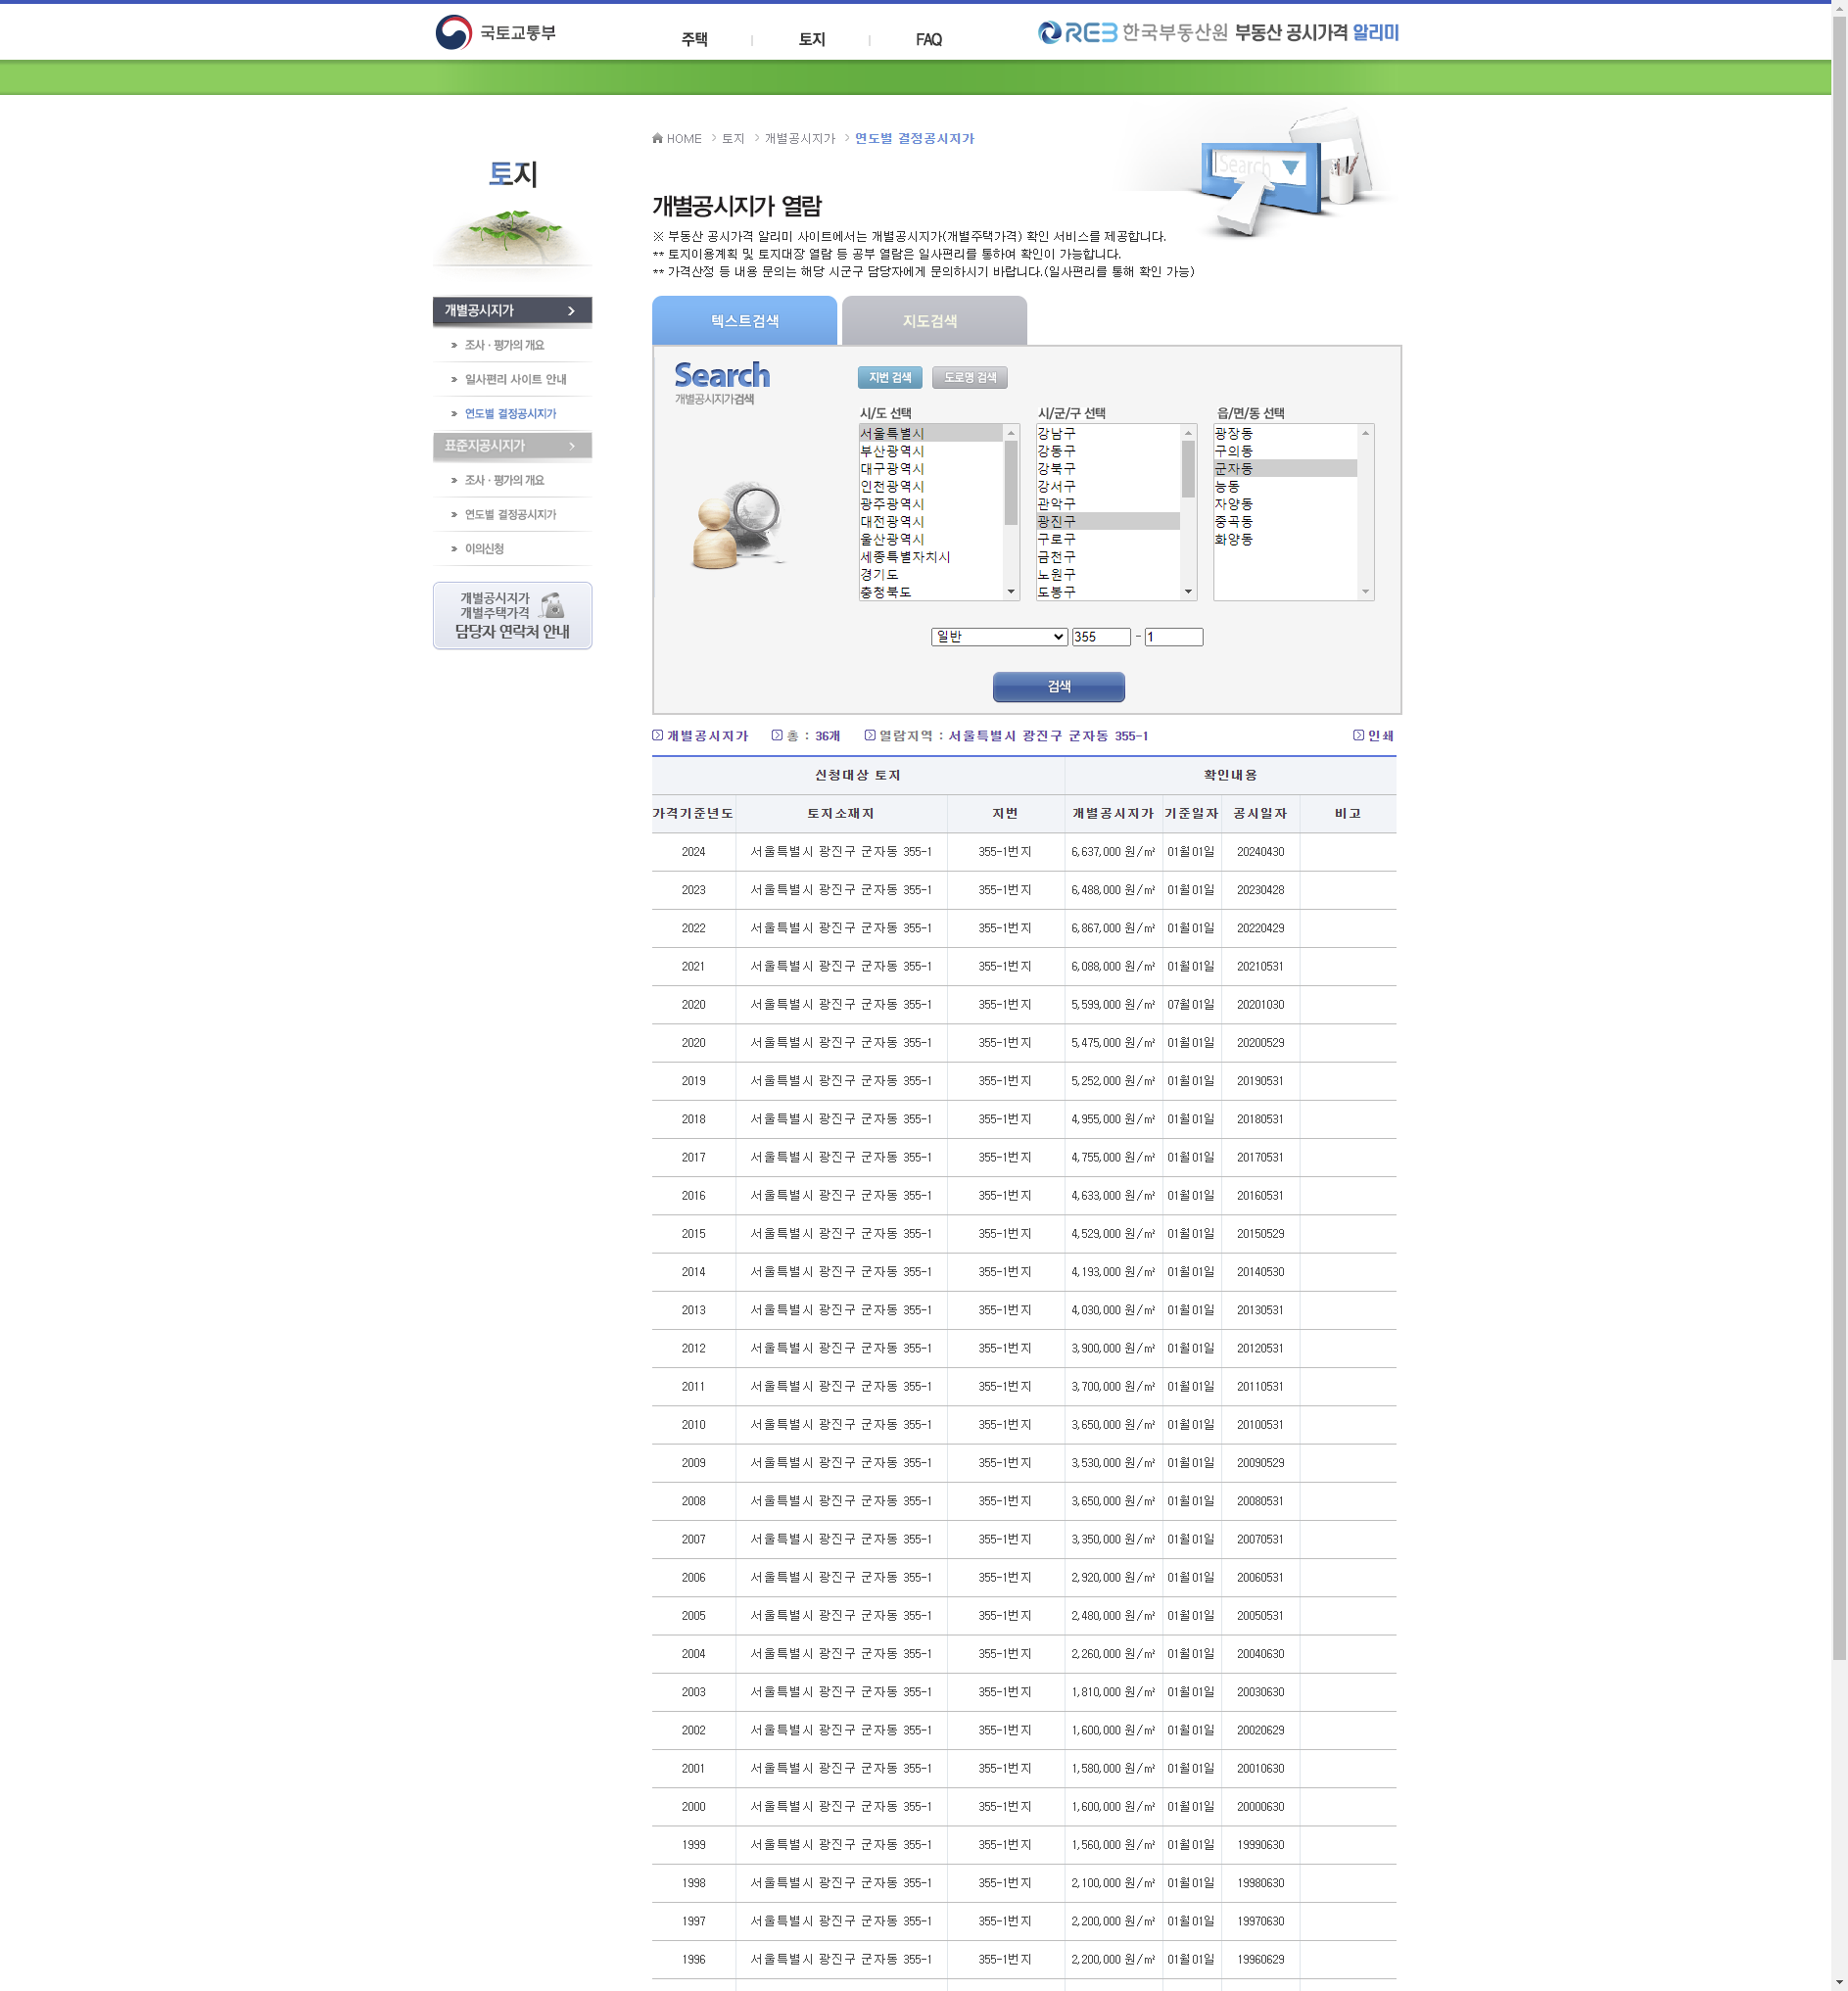 국토교통부
주택
토지
FAQ
REB 한국부동산원 부동산 공시가격 알리미
HOME > 토지 > 개별공시지가 > 연도별 결정공시지가
토지
개별공시지가 열람
※ 부동산 공시가격 알리미 사이트에서는 개별공시지가(개별주택가격) 확인 서비스를 제공합니다.
** 토지이용계획 및 토지대장 열람 등 공부 열람은 일사편리를 통하여 확인이 가능합니다.
** 가격산정 등 내용 문의는 해당 시군구 담당자에게 문의하시기 바랍니다.(일사편리를 통해 확인 가능)
Search
개별공시지가
조사·평가의 개요
일사편리 사이트 안내
연도별 결정공시지가
표준지공시지가
조사·평가의 개요
연도별 결정공시지가
이의신청
개별공시지가
개별주택가격
담당자 연락처 안내
텍스트검색
지도검색
Search
개별공시지가검색
지번 검색
도로명 검색
시/도 선택
서울특별시
부산광역시
대구광역시
인천광역시
광주광역시
대전광역시
울산광역시
세종특별자치시
경기도
충청북도
시/군/구 선택
강남구
강동구
강북구
강서구
관악구
광진구
구로구
금천구
노원구
도봉구
읍/면/동 선택
광장동
구의동
군자동
능동
자양동
중곡동
화양동
일반 355 - 1
검색
개별공시지가 총 : 36개 열람지역 : 서울특별시 광진구 군자동 355-1 인쇄
신청대상 토지 확인내용
가격기준년도 토지소재지 지번 개별공시지가 기준일자 공시일자 비고
2024 서울특별시 광진구 군자동 355-1 355-1번지 6,637,000 원/㎡ 01월01일 20240430
2023 서울특별시 광진구 군자동 355-1 355-1번지 6,488,000 원/㎡ 01월01일 20230428
2022 서울특별시 광진구 군자동 355-1 355-1번지 6,867,000 원/㎡ 01월01일 20220429
2021 서울특별시 광진구 군자동 355-1 355-1번지 6,088,000 원/㎡ 01월01일 20210531
2020 서울특별시 광진구 군자동 355-1 355-1번지 5,599,000 원/㎡ 07월01일 20201030
2020 서울특별시 광진구 군자동 355-1 355-1번지 5,475,000 원/㎡ 01월01일 20200529
2019 서울특별시 광진구 군자동 355-1 355-1번지 5,252,000 원/㎡ 01월01일 20190531
2018 서울특별시 광진구 군자동 355-1 355-1번지 4,955,000 원/㎡ 01월01일 20180531
2017 서울특별시 광진구 군자동 355-1 355-1번지 4,755,000 원/㎡ 01월01일 20170531
2016 서울특별시 광진구 군자동 355-1 355-1번지 4,633,000 원/㎡ 01월01일 20160531
2015 서울특별시 광진구 군자동 355-1 355-1번지 4,529,000 원/㎡ 01월01일 20150529
2014 서울특별시 광진구 군자동 355-1 355-1번지 4,193,000 원/㎡ 01월01일 20140530
2013 서울특별시 광진구 군자동 355-1 355-1번지 4,030,000 원/㎡ 01월01일 20130531
2012 서울특별시 광진구 군자동 355-1 355-1번지 3,900,000 원/㎡ 01월01일 20120531
2011 서울특별시 광진구 군자동 355-1 355-1번지 3,700,000 원/㎡ 01월01일 20110531
2010 서울특별시 광진구 군자동 355-1 355-1번지 3,650,000 원/㎡ 01월01일 20100531
2009 서울특별시 광진구 군자동 355-1 355-1번지 3,530,000 원/㎡ 01월01일 20090529
2008 서울특별시 광진구 군자동 355-1 355-1번지 3,650,000 원/㎡ 01월01일 20080531
2007 서울특별시 광진구 군자동 355-1 355-1번지 3,350,000 원/㎡ 01월01일 20070531
2006 서울특별시 광진구 군자동 355-1 355-1번지 2,920,000 원/㎡ 01월01일 20060531
2005 서울특별시 광진구 군자동 355-1 355-1번지 2,480,000 원/㎡ 01월01일 20050531
2004 서울특별시 광진구 군자동 355-1 355-1번지 2,260,000 원/㎡ 01월01일 20040630
2003 서울특별시 광진구 군자동 355-1 355-1번지 1,810,000 원/㎡ 01월01일 20030630
2002 서울특별시 광진구 군자동 355-1 355-1번지 1,600,000 원/㎡ 01월01일 20020629
2001 서울특별시 광진구 군자동 355-1 355-1번지 1,580,000 원/㎡ 01월01일 20010630
2000 서울특별시 광진구 군자동 355-1 355-1번지 1,600,000 원/㎡ 01월01일 20000630
1999 서울특별시 광진구 군자동 355-1 355-1번지 1,560,000 원/㎡ 01월01일 19990630
1998 서울특별시 광진구 군자동 355-1 355-1번지 2,100,000 원/㎡ 01월01일 19980630
1997 서울특별시 광진구 군자동 355-1 355-1번지 2,200,000 원/㎡ 01월01일 19970630
1996 서울특별시 광진구 군자동 355-1 355-1번지 2,200,000 원/㎡ 01월01일 19960629